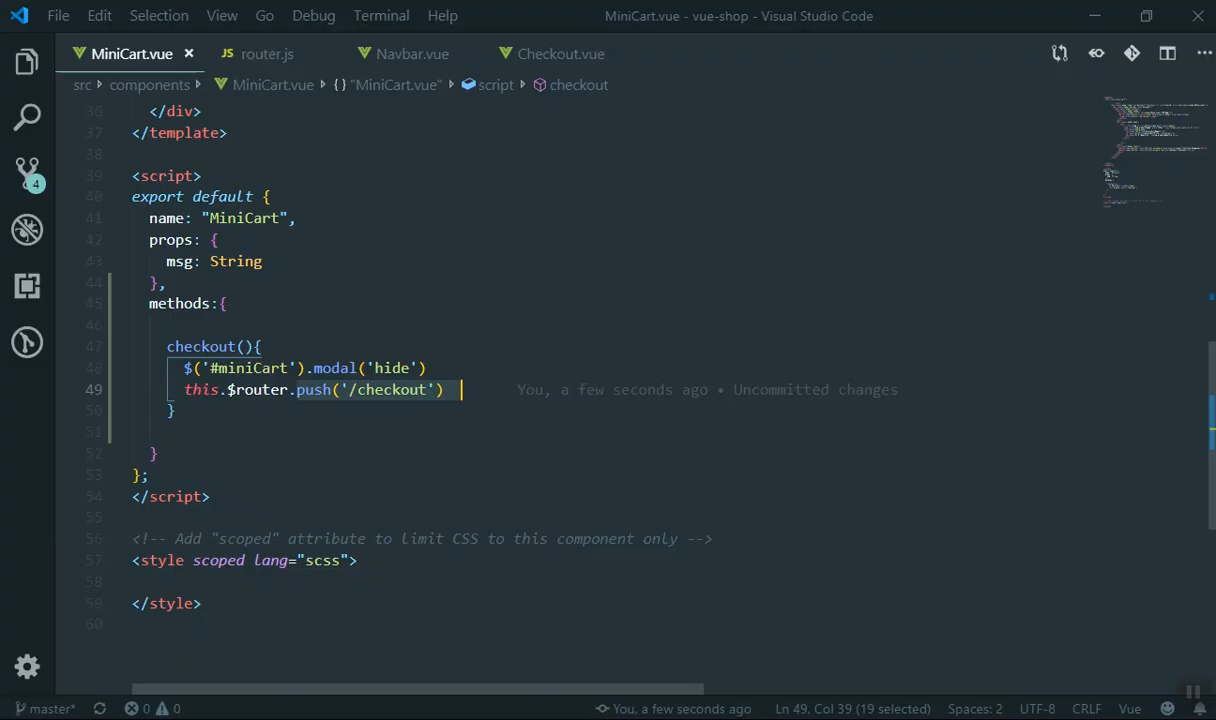 File Edit Selection View Go Debug Terminal Help MiniCart.vue - vue-shop - Visual Studio Code
MiniCart.vue JS router.js Navbar.vue Checkout.vue
src components MiniCart.vue {} "MiniCart.vue" script checkout
36 </div>
37 </template>
38
39 <script>
40 export default {
41 name: "MiniCart",
42 props: {
43 msg: String
44 },
45 methods:{
46
47 checkout(){
48 $('#miniCart').modal('hide')
49 this.$router.push('/checkout') You, a few seconds ago • Uncommitted changes
50 }
51
52 }
53 };
54 </script>
55
56 <!-- Add "scoped" attribute to limit CSS to this component only -->
57 <style scoped lang="scss">
58
59 </style>
60
4
master* 0 0 You, a few seconds ago Ln 49, Col 39 (19 selected) Spaces: 2 UTF-8 CRLF Vue